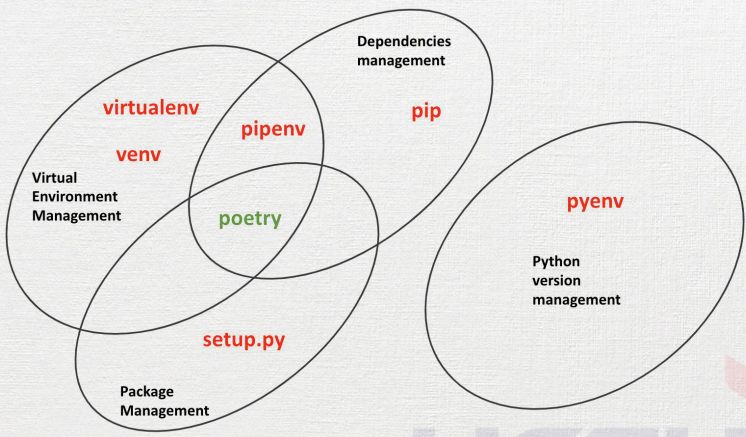 Dependencies
management
virtualenv
pip
pipenv
venv
Virtual
Environment
Management
pyenv
poetry
Python
version
management
setup.py
Package
Management